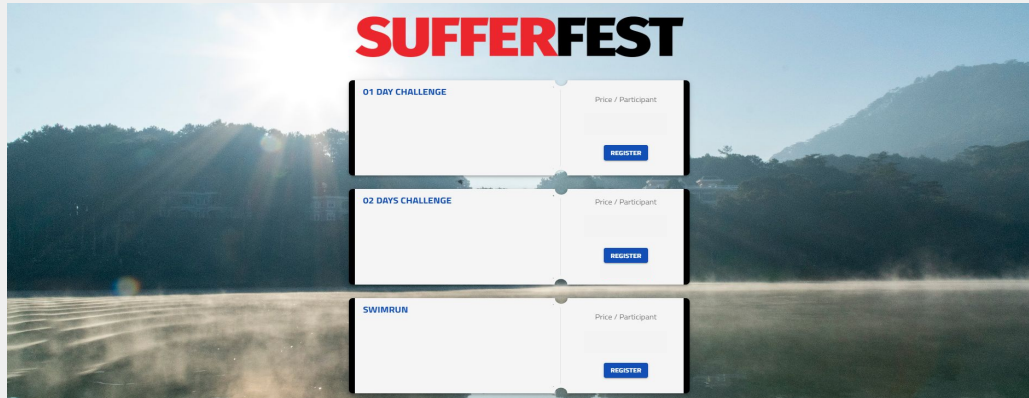 SUFFERFEST
01 DAY CHALLENGE
Price / Participant
REGISTER
02 DAYS CHALLENGE
Price / Participant
REGISTER
SWIMRUN
Price / Participant
REGISTER